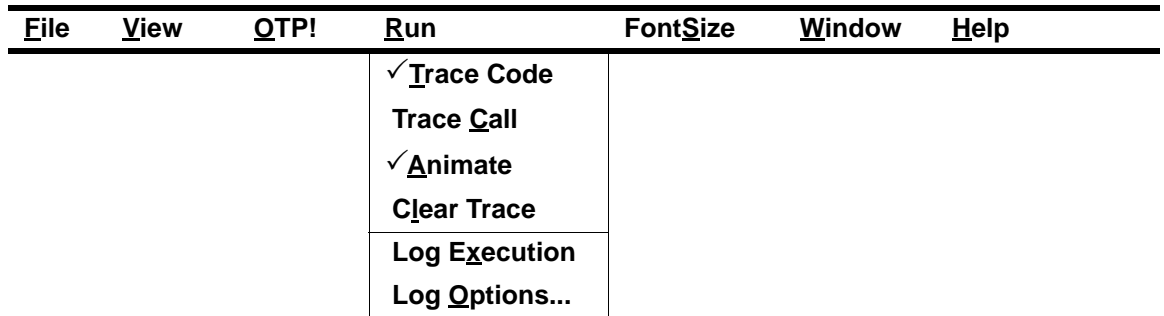 File View OTP! Run FontSize Window Help
✓Trace Code
Trace Call
✓Animate
Clear Trace
Log Execution
Log Options...